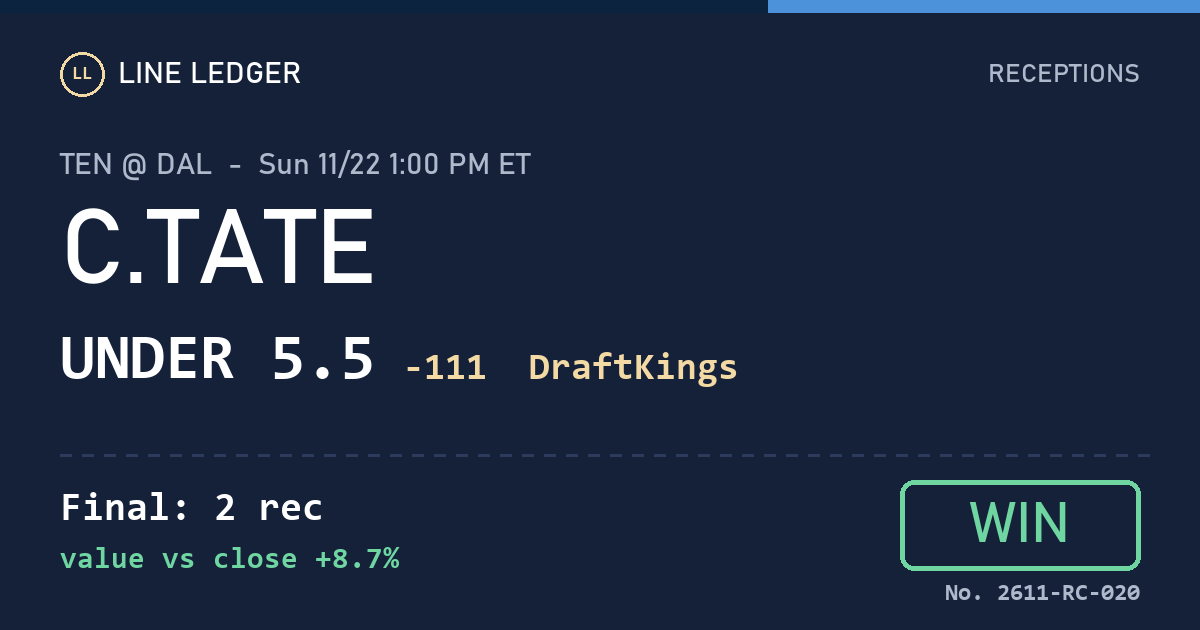 LL LINE LEDGER
RECEPTIONS
TEN @ DAL - Sun 11/22 1:00 PM ET
C.TATE
UNDER 5.5 -111 DraftKings
Final: 2 rec
value vs close +8.7%
WIN
No. 2611-RC-020